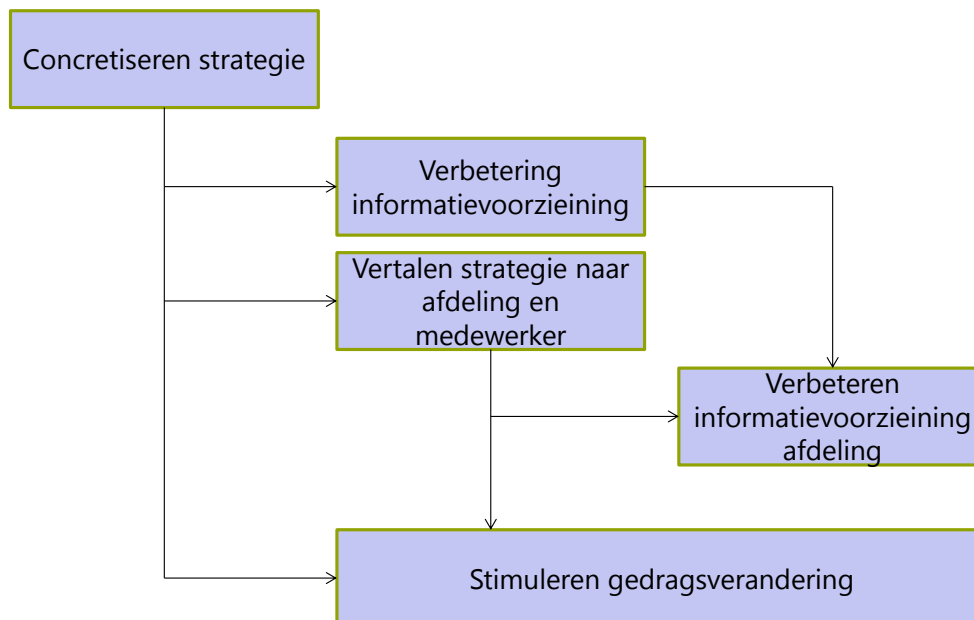 Concretiseren strategie
Verbetering
informatievoorzieining
Vertalen strategie naar
afdeling en
medewerker
Verbeteren
informatievoorzieining
afdeling
Stimuleren gedragsverandering